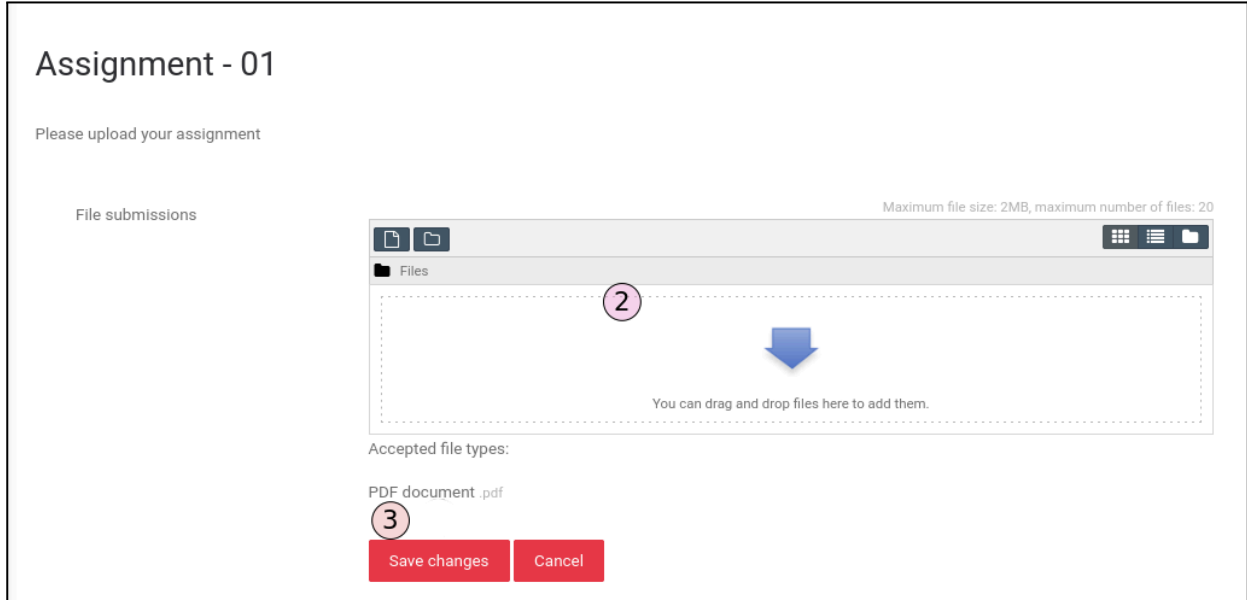 Assignment - 01
Please upload your assignment
File submissions
Maximum file size: 2MB, maximum number of files: 20
Files
2
You can drag and drop files here to add them.
Accepted file types:
PDF document .pdf
3
Save changes
Cancel